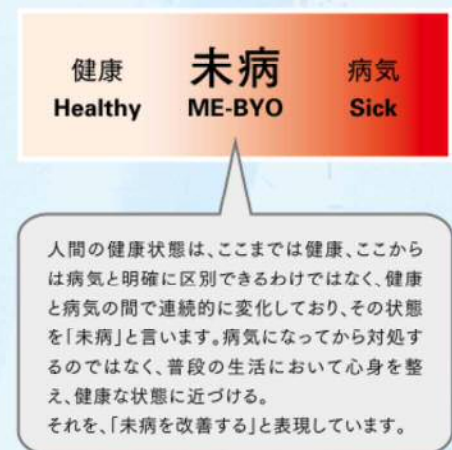 健康 未病 病気
Healthy ME-BYO Sick
人間の健康状態は、ここまでは健康、ここから
は病気と明確に区別できるわけではなく、健康
と病気の間で連続的に変化しており、その状態
を「未病」と言います。病気になってから対処す
るのではなく、普段の生活において心身を整
え、健康な状態に近づける。
それを、「未病を改善する」と表現しています。